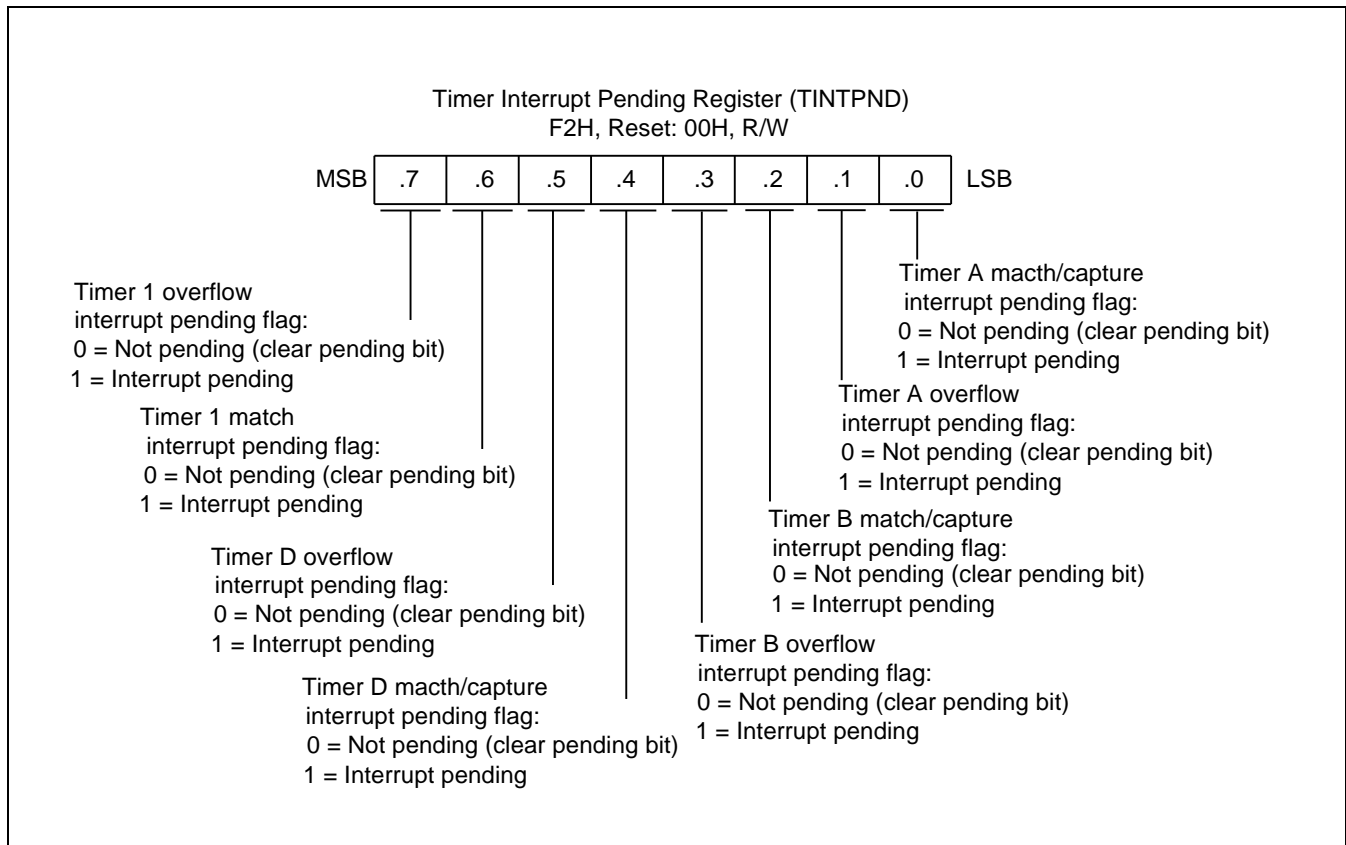 Timer Interrupt Pending Register (TINTPND)
F2H, Reset: 00H, R/W
MSB .7 .6 .5 .4 .3 .2 .1 .0 LSB
Timer 1 overflow
interrupt pending flag:
0 = Not pending (clear pending bit)
1 = Interrupt pending
Timer 1 match
interrupt pending flag:
0 = Not pending (clear pending bit)
1 = Interrupt pending
Timer D overflow
interrupt pending flag:
0 = Not pending (clear pending bit)
1 = Interrupt pending
Timer D macth/capture
interrupt pending flag:
0 = Not pending (clear pending bit)
1 = Interrupt pending
Timer A macth/capture
interrupt pending flag:
0 = Not pending (clear pending bit)
1 = Interrupt pending
Timer A overflow
interrupt pending flag:
0 = Not pending (clear pending bit)
1 = Interrupt pending
Timer B match/capture
interrupt pending flag:
0 = Not pending (clear pending bit)
1 = Interrupt pending
Timer B overflow
interrupt pending flag:
0 = Not pending (clear pending bit)
1 = Interrupt pending